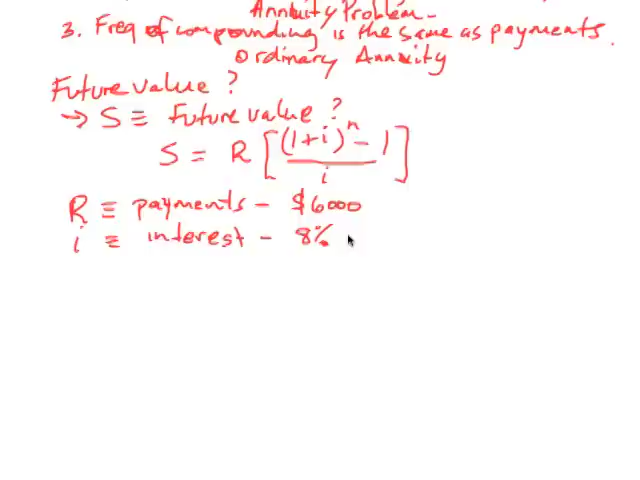 Annuity Problem-
3. Freq of compounding is the same as payments.
Ordinary Annuity
Future value ?
→ S ≡ Future value ?
S = R [ (1+i)^n - 1 / i ]
R ≡ payments - $6000
i ≡ interest - 8%